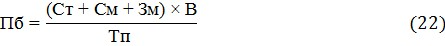 Пб = (Ст + См + Зм) × В / Тп (22)